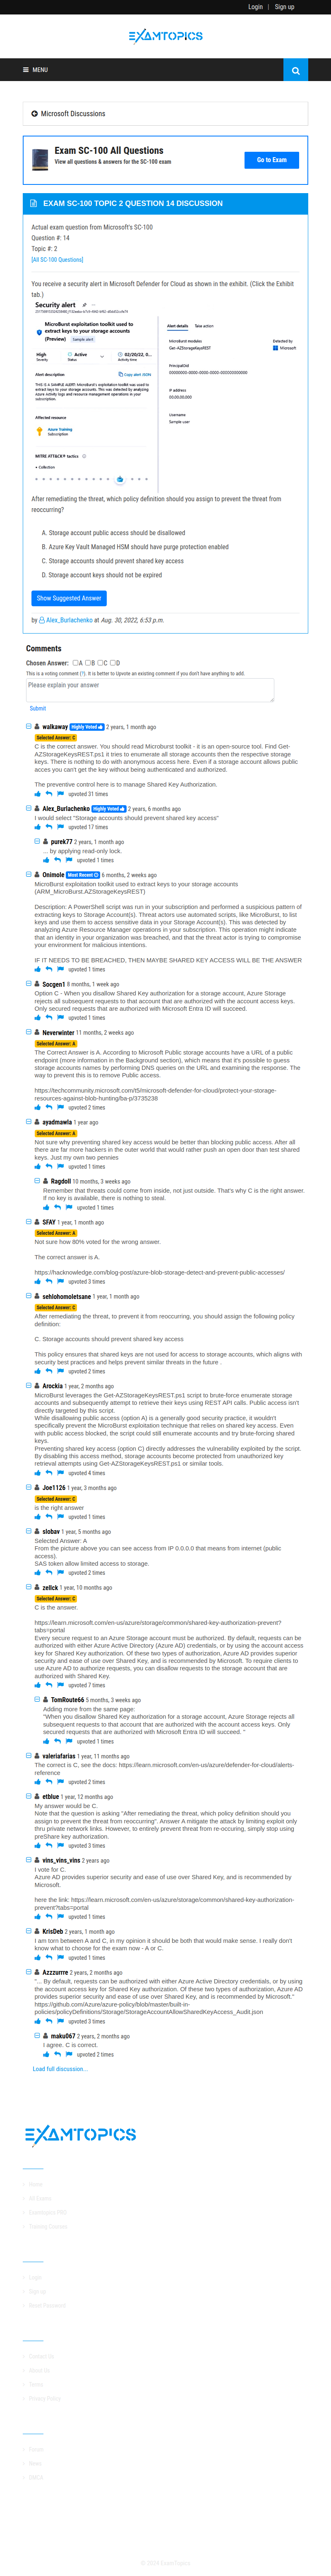 Login | Sign up
EXAMTOPICS
MENU
Microsoft Discussions
Exam SC-100 All Questions
View all questions & answers for the SC-100 exam
Go to Exam
EXAM SC-100 TOPIC 2 QUESTION 14 DISCUSSION
Actual exam question from Microsoft's SC-100
Question #: 14
Topic #: 2
[All SC-100 Questions]
You receive a security alert in Microsoft Defender for Cloud as shown in the exhibit. (Click the Exhibit
tab.)
Security alert
MicroBurst exploitation toolkit used to
extract keys to your storage accounts
(Preview) Sample alert
High
Severity
Active
Status
02/20/22, 0...
Activity time
Alert description
Copy alert JSON
THIS IS A SAMPLE ALERT: MicroBurst's exploitation toolkit was used to
extract keys to your storage accounts.
Affected resource
Azure Training
Subscription
MITRE ATT&CK® tactics
Collection
Alert details
Take action
MicroBurst modules
Get-AZStorageKeysREST
Detected by
Microsoft
PrincipalOid
00000000-0000-0000-0000-000000000000
IP address
00.00.00.000
Username
Sample user
After remediating the threat, which policy definition should you assign to prevent the threat from
reoccuring?
A. Storage account public access should be disallowed
B. Azure Key Vault Managed HSM should have purge protection enabled
C. Storage accounts should prevent shared key access
D. Storage account keys should not be expired
Show Suggested Answer
by Alex_Burlachenko at Aug. 30, 2022, 6:53 p.m.
Comments
Chosen Answer: A B C D
This is a voting comment (?). It is better to Upvote an existing comment if you don't have anything to add.
Please explain your answer
Submit
walkaway Highly Voted 2 years, 1 month ago
Selected Answer: C
C is the correct answer. You should read Microburst toolkit - it is an open-source tool. Find Get-
AZStorageKeysREST.ps1 it tries to enumerate all storage accounts then the respective storage
keys. There is nothing to do with anonymous access here. Even if a storage account allows public
access you can't get the key without being authenticated and authorized.
The preventive control here is to manage Shared Key Authorization.
upvoted 31 times
Alex_Burlachenko Highly Voted 2 years, 6 months ago
I would select "Storage accounts should prevent shared key access"
upvoted 17 times
purek77 2 years, 1 month ago
... by applying read-only lock.
upvoted 1 times
Onimole Most Recent 6 months, 2 weeks ago
MicroBurst exploitation toolkit used to extract keys to your storage accounts
(ARM_MicroBurst.AZStorageKeysREST)
Description: A PowerShell script was run in your subscription and performed a suspicious pattern of
extracting keys to Storage Account(s). Threat actors use automated scripts, like MicroBurst, to list
keys and use them to access sensitive data in your Storage Account(s). This was detected by
analyzing Azure Resource Manager operations in your subscription. This operation might indicate
that an identity in your organization was breached, and that the threat actor is trying to compromise
your environment for malicious intentions.
IF IT NEEDS TO BE BREACHED, THEN MAYBE SHARED KEY ACCESS WILL BE THE ANSWER
upvoted 1 times
Socgen1 8 months, 1 week ago
Option C - When you disallow Shared Key authorization for a storage account, Azure Storage
rejects all subsequent requests to that account that are authorized with the account access keys.
Only secured requests that are authorized with Microsoft Entra ID will succeed.
upvoted 1 times
Neverwinter 11 months, 2 weeks ago
Selected Answer: A
The Correct Answer is A. According to Microsoft Public storage accounts have a URL of a public
endpoint (more information in the Background section), which means that it's possible to guess
storage accounts names by performing DNS queries on the URL and examining the response. The
way to prevent this is to remove Public access.
https://techcommunity.microsoft.com/t5/microsoft-defender-for-cloud/protect-your-storage-
resources-against-blob-hunting/ba-p/3735238
upvoted 2 times
ayadmawla 1 year ago
Selected Answer: A
Not sure why preventing shared key access would be better than blocking public access. After all
there are far more hackers in the outer world that would rather push on an open door than test
shared keys. Just my own two pennies
upvoted 1 times
Ragdoll 10 months, 3 weeks ago
Remember that threats could come from inside, not just outside. That's why C is the right answer.
If no key is available, there is nothing to steal.
upvoted 1 times
SFAY 1 year, 1 month ago
Selected Answer: A
Not sure how 80% voted for the wrong answer.
The correct answer is A.
https://hacknowledge.com/blog-post/azure-blob-storage-detect-and-prevent-public-accesses/
upvoted 3 times
sehlohomoletsane 1 year, 1 month ago
Selected Answer: C
After remediating the threat, to prevent it from reoccurring, you should assign the following policy
definition:
C. Storage accounts should prevent shared key access
This policy ensures that shared keys are not used for access to storage accounts, which aligns with
security best practices and helps prevent similar threats in the future .
upvoted 2 times
Arockia 1 year, 2 months ago
MicroBurst leverages the Get-AZStorageKeysREST.ps1 script to brute-force enumerate storage
accounts and subsequently attempt to retrieve their keys using REST API calls. Public access isn't
directly targeted by this script.
While disallowing public access (option A) is a generally good security practice, it wouldn't
specifically prevent the MicroBurst exploitation technique that relies on shared key access. Even
with public access blocked, the script could still enumerate accounts and try brute-forcing shared
keys.
Preventing shared key access (option C) directly addresses the vulnerability exploited by the script.
By disabling this access method, storage accounts become protected from unauthorized key
retrieval attempts using Get-AZStorageKeysREST.ps1 or similar tools.
upvoted 4 times
Joe1126 1 year, 3 months ago
Selected Answer: C
is the right answer
upvoted 1 times
slobav 1 year, 5 months ago
Selected Answer: A
From the picture above you can see access from IP 0.0.0.0 that means from internet (public
access).
SAS token allow limited access to storage.
upvoted 2 times
zellck 1 year, 10 months ago
Selected Answer: C
C is the answer.
https://learn.microsoft.com/en-us/azure/storage/common/shared-key-authorization-prevent?
tabs=portal
Every secure request to an Azure Storage account must be authorized. By default, requests can be
authorized with either Azure Active Directory (Azure AD) credentials, or by using the account access
key for Shared Key authorization. Of these two types of authorization, Azure AD provides superior
security and ease of use over Shared Key, and is recommended by Microsoft. To require clients to
use Azure AD to authorize requests, you can disallow requests to the storage account that are
authorized with Shared Key.
upvoted 7 times
TomRoute66 5 months, 3 weeks ago
Adding more from the same page:
"When you disallow Shared Key authorization for a storage account, Azure Storage rejects all
subsequent requests to that account that are authorized with the account access keys. Only
secured requests that are authorized with Microsoft Entra ID will succeed. "
upvoted 1 times
valeriafarias 1 year, 11 months ago
The correct is C, see the docs: https://learn.microsoft.com/en-us/azure/defender-for-cloud/alerts-
reference
upvoted 2 times
etblue 1 year, 12 months ago
My answer would be C.
Note that the question is asking "After remediating the threat, which policy definition should you
assign to prevent the threat from reoccurring". Answer A mitigate the attack by limiting exploit only
thru private network links. However, to entirely prevent threat from reoccuring, simply stop using
preShare key authorization.
upvoted 3 times
vins_vins_vins 2 years ago
I vote for C.
Azure AD provides superior security and ease of use over Shared Key, and is recommended by
Microsoft.
here the link: https://learn.microsoft.com/en-us/azure/storage/common/shared-key-authorization-
prevent?tabs=portal
upvoted 1 times
KrisDeb 2 years, 1 month ago
I am torn between A and C, in my opinion it should be both that would make sense. I really don't
know what to choose for the exam now - A or C.
upvoted 1 times
Azzzurrre 2 years, 2 months ago
"... By default, requests can be authorized with either Azure Active Directory credentials, or by using
the account access key for Shared Key authorization. Of these two types of authorization, Azure AD
provides superior security and ease of use over Shared Key, and is recommended by Microsoft."
https://github.com/Azure/azure-policy/blob/master/built-in-
policies/policyDefinitions/Storage/StorageAccountAllowSharedKeyAccess_Audit.json
upvoted 3 times
maku067 2 years, 2 months ago
I agree. C is correct.
upvoted 2 times
Load full discussion...
EXAMTOPICS